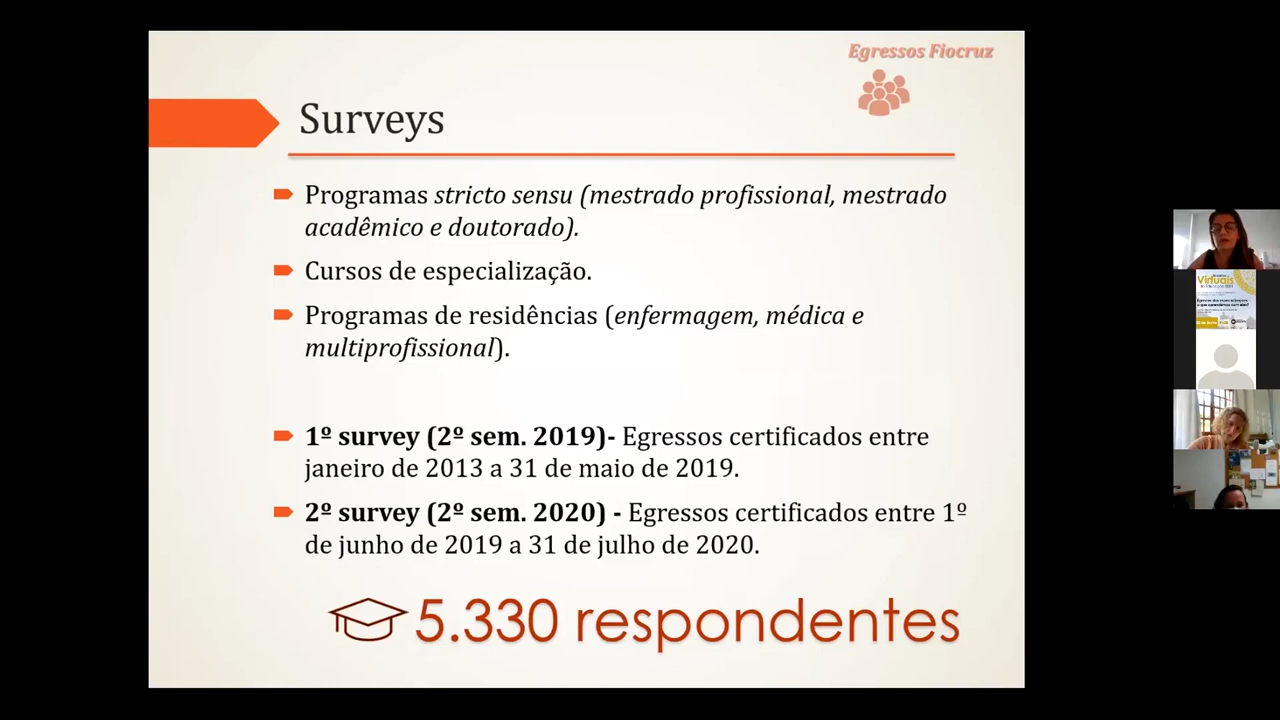 Egressos Fiocruz
Surveys
Programas stricto sensu (mestrado profissional, mestrado
acadêmico e doutorado).
Cursos de especialização.
Programas de residências (enfermagem, médica e
multiprofissional).
1º survey (2º sem. 2019)- Egressos certificados entre
janeiro de 2013 a 31 de maio de 2019.
2º survey (2º sem. 2020) - Egressos certificados entre 1º
de junho de 2019 a 31 de julho de 2020.
5.330 respondentes
Virtuais